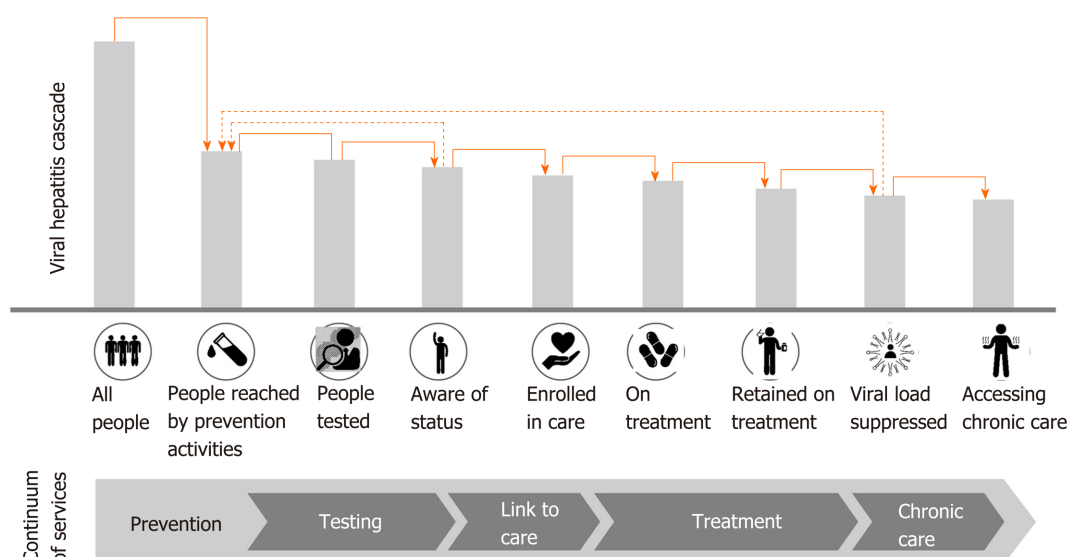 Viral hepatitis cascade
All
people
People reached
by prevention
activities
People
tested
Aware of
status
Enrolled
in care
On
treatment
Retained on
treatment
Viral load
suppressed
Accessing
chronic care
Continuum
of services
Prevention
Testing
Link to
care
Treatment
Chronic
care